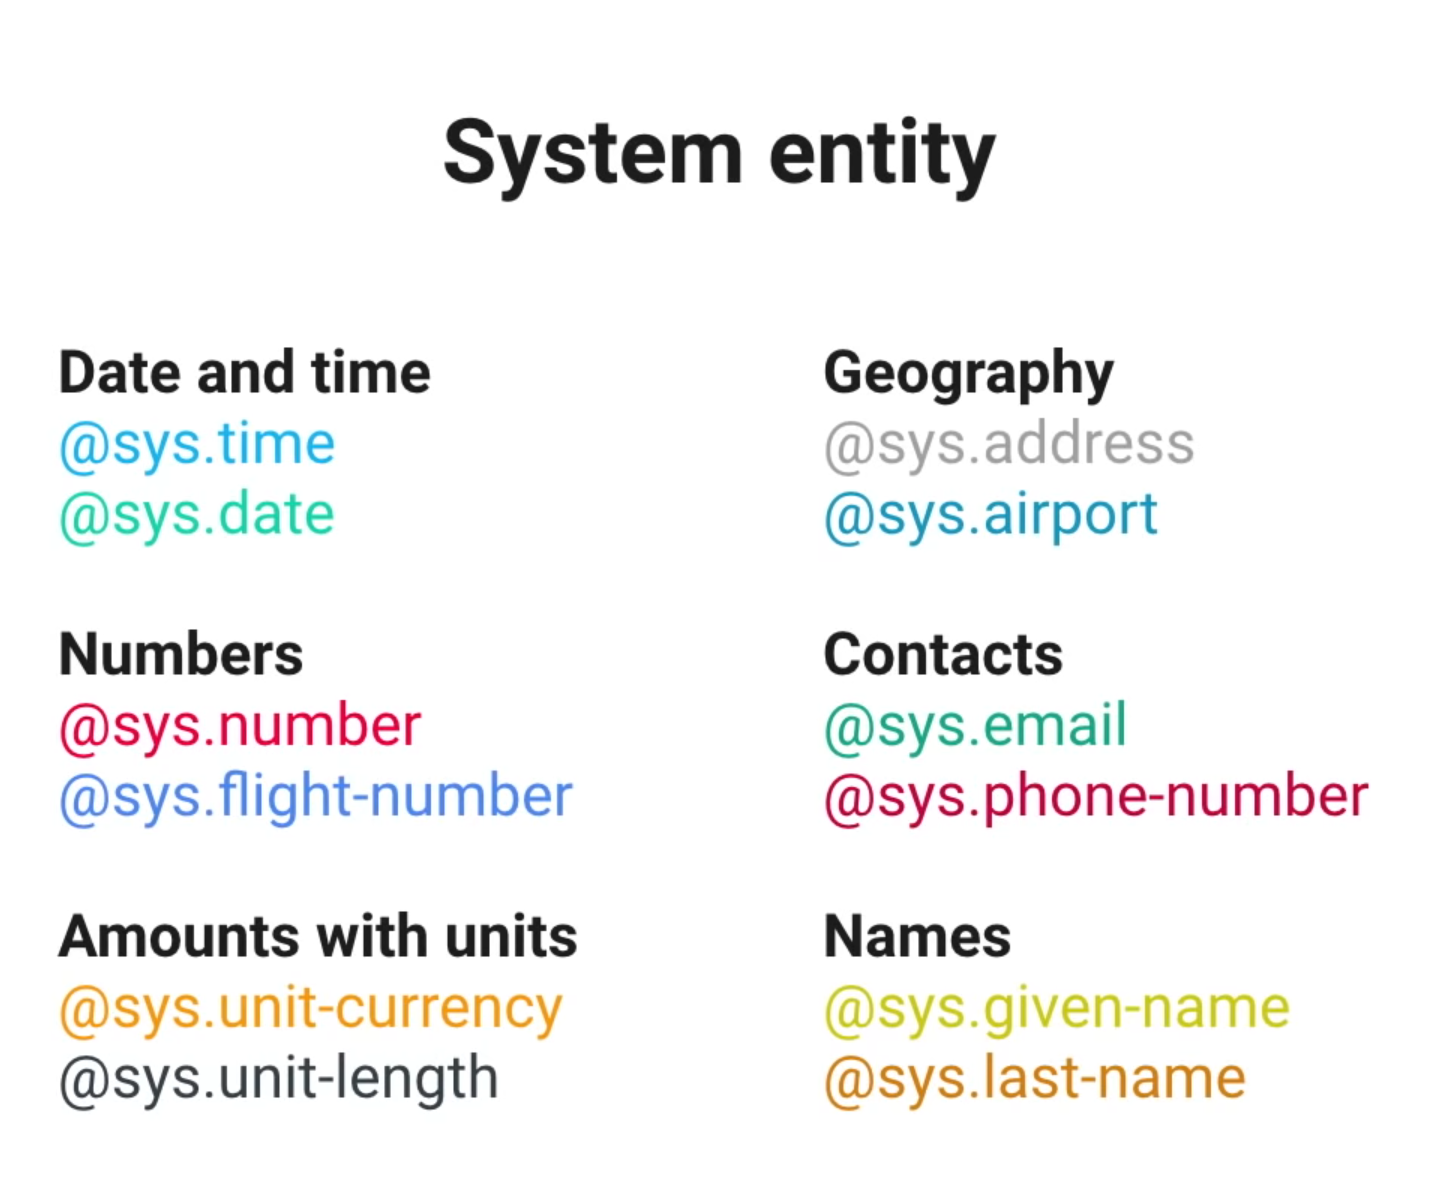 System entity
Date and time
@sys.time
@sys.date
Numbers
@sys.number
@sys.flight-number
Amounts with units
@sys.unit-currency
@sys.unit-length
Geography
@sys.address
@sys.airport
Contacts
@sys.email
@sys.phone-number
Names
@sys.given-name
@sys.last-name